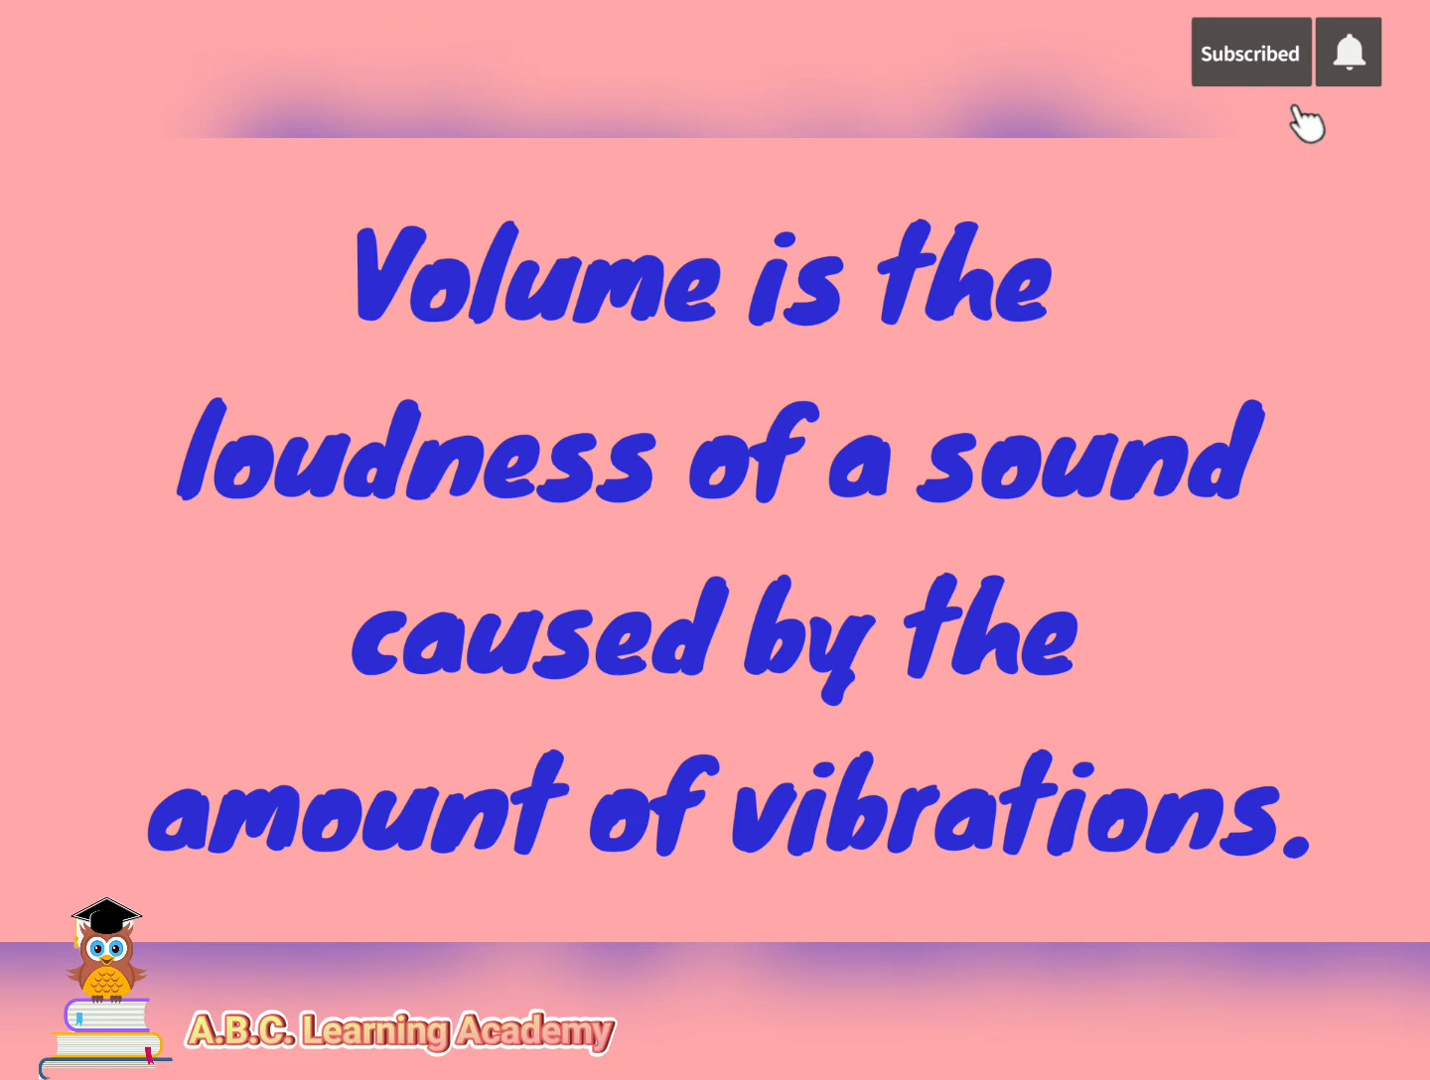 Subscribed
Volume is the
loudness of a sound
caused by the
amount of vibrations.
A.B.C. Learning Academy